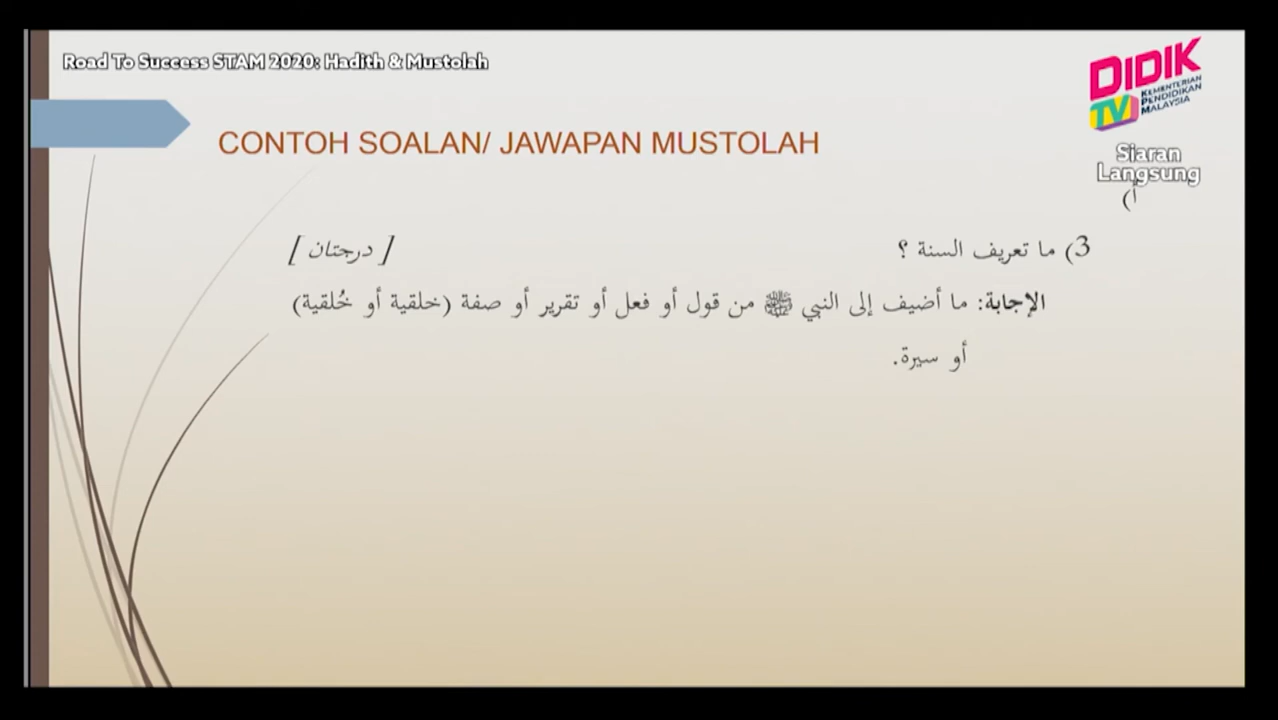 Road To Success STAM 2020: Hadith & Mustolah
DIDIK
TV KEMENTERIAN
PENDIDIKAN
MALAYSIA
Siaran
Langsung
CONTOH SOALAN/ JAWAPAN MUSTOLAH
أ)
3) ما تعريف السنة ؟ [ درجتان ]
الإجابة: ما أضيف إلى النبي ﷺ من قول أو فعل أو تقرير أو صفة (خلقية أو خُلقية)
أو سيرة.